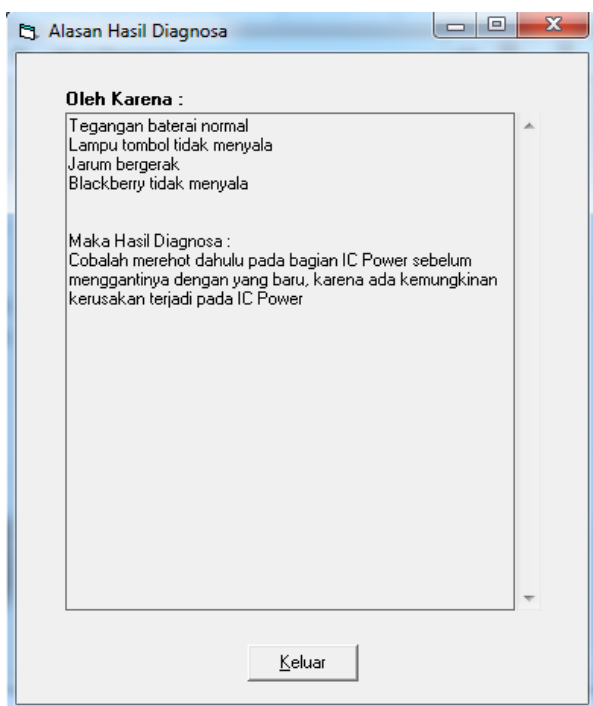 Alasan Hasil Diagnosa
Oleh Karena :
Tegangan baterai normal
Lampu tombol tidak menyala
Jarum bergerak
Blackberry tidak menyala
Maka Hasil Diagnosa :
Cobalah merehot dahulu pada bagian IC Power sebelum
menggantinya dengan yang baru, karena ada kemungkinan
kerusakan terjadi pada IC Power
Keluar